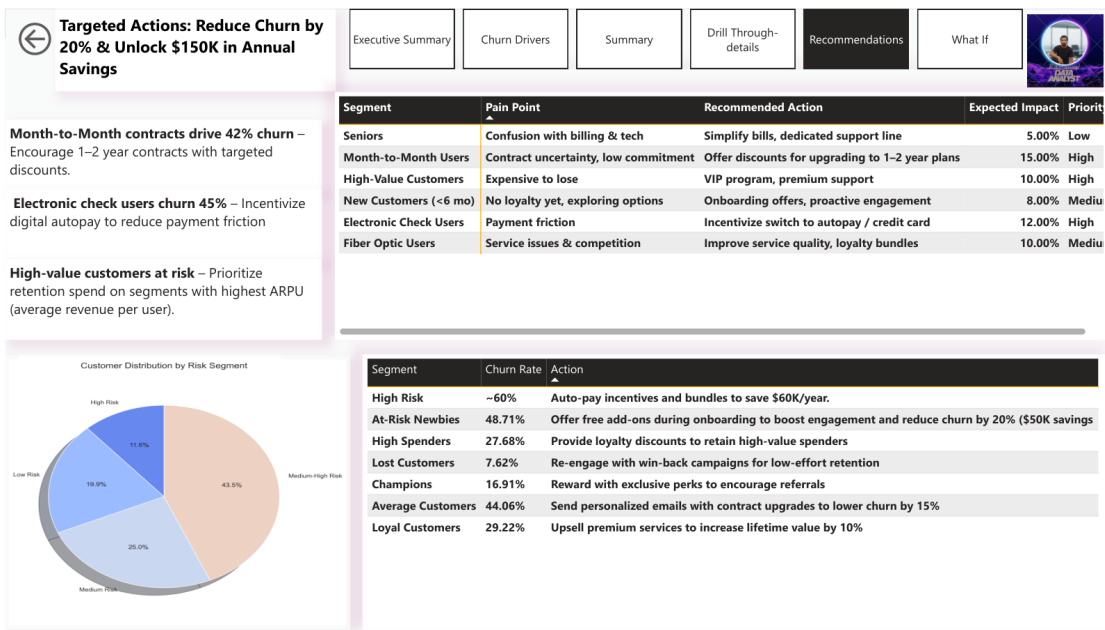 Targeted Actions: Reduce Churn by
20% & Unlock $150K in Annual
Savings
Executive Summary
Churn Drivers
Summary
Drill Through-
details
Recommendations
What If
DATA
ANALYST
Month-to-Month contracts drive 42% churn –
Encourage 1–2 year contracts with targeted
discounts.
Electronic check users churn 45% – Incentivize
digital autopay to reduce payment friction
High-value customers at risk – Prioritize
retention spend on segments with highest ARPU
(average revenue per user).
Segment Pain Point Recommended Action Expected Impact Priorit
Seniors Confusion with billing & tech Simplify bills, dedicated support line 5.00% Low
Month-to-Month Users Contract uncertainty, low commitment Offer discounts for upgrading to 1–2 year plans 15.00% High
High-Value Customers Expensive to lose VIP program, premium support 10.00% High
New Customers (<6 mo) No loyalty yet, exploring options Onboarding offers, proactive engagement 8.00% Mediu
Electronic Check Users Payment friction Incentivize switch to autopay / credit card 12.00% High
Fiber Optic Users Service issues & competition Improve service quality, loyalty bundles 10.00% Mediu
Customer Distribution by Risk Segment
High Risk
11.6%
Low Risk
19.9%
Medium-High Risk
43.5%
25.0%
Medium Risk
Segment Churn Rate Action
High Risk ~60% Auto-pay incentives and bundles to save $60K/year.
At-Risk Newbies 48.71% Offer free add-ons during onboarding to boost engagement and reduce churn by 20% ($50K savings
High Spenders 27.68% Provide loyalty discounts to retain high-value spenders
Lost Customers 7.62% Re-engage with win-back campaigns for low-effort retention
Champions 16.91% Reward with exclusive perks to encourage referrals
Average Customers 44.06% Send personalized emails with contract upgrades to lower churn by 15%
Loyal Customers 29.22% Upsell premium services to increase lifetime value by 10%